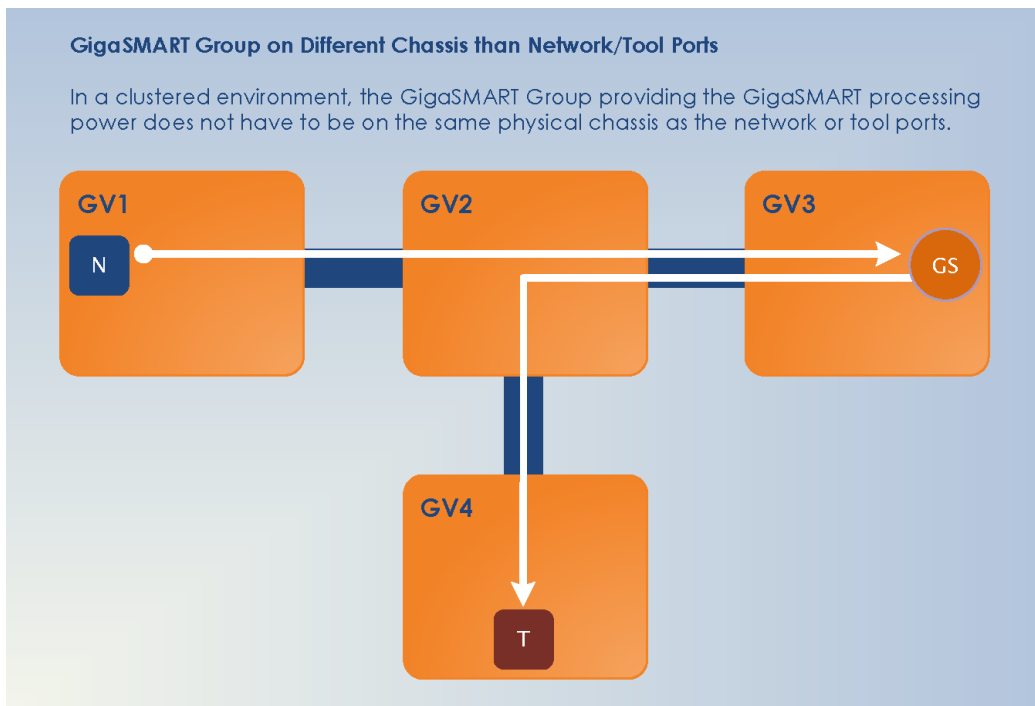 GigaSMART Group on Different Chassis than Network/Tool Ports
In a clustered environment, the GigaSMART Group providing the GigaSMART processing
power does not have to be on the same physical chassis as the network or tool ports.
GV1
GV2
GV3
N
GS
GV4
T